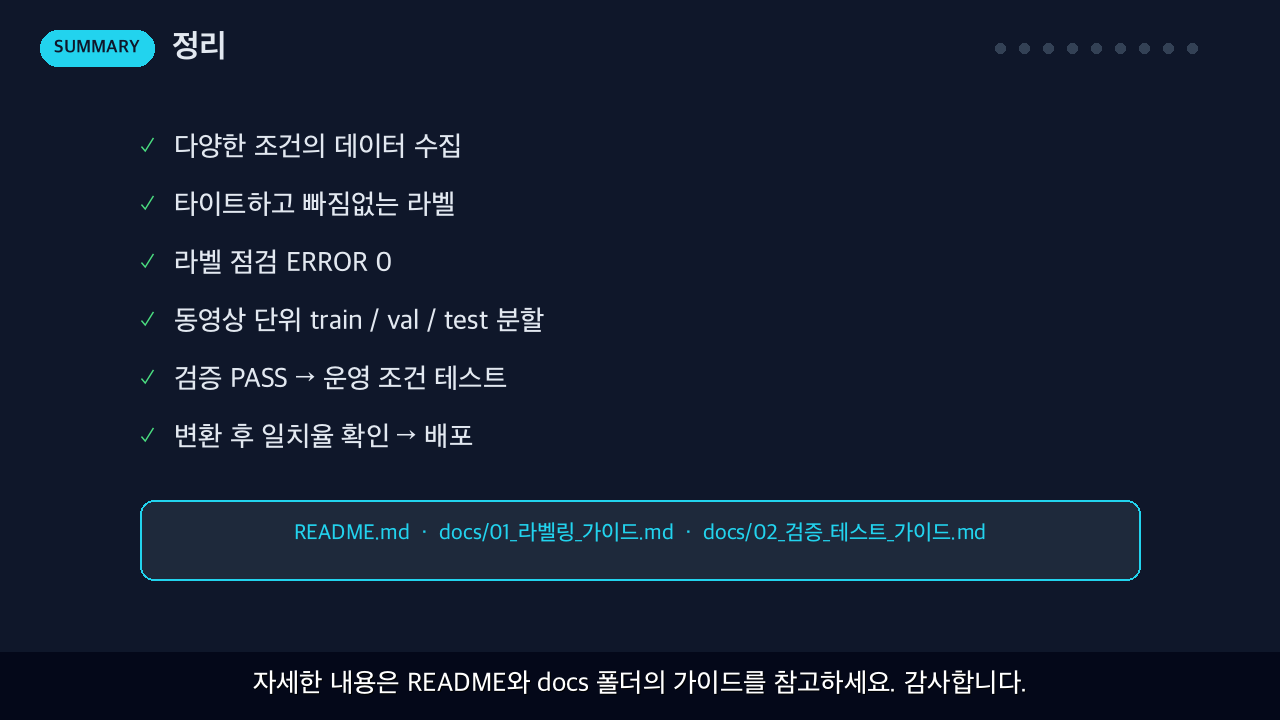 SUMMARY 정리
✓ 다양한 조건의 데이터 수집
✓ 타이트하고 빠짐없는 라벨
✓ 라벨 점검 ERROR 0
✓ 동영상 단위 train / val / test 분할
✓ 검증 PASS → 운영 조건 테스트
✓ 변환 후 일치율 확인 → 배포
README.md · docs/01_라벨링_가이드.md · docs/02_검증_테스트_가이드.md
자세한 내용은 README와 docs 폴더의 가이드를 참고하세요. 감사합니다.